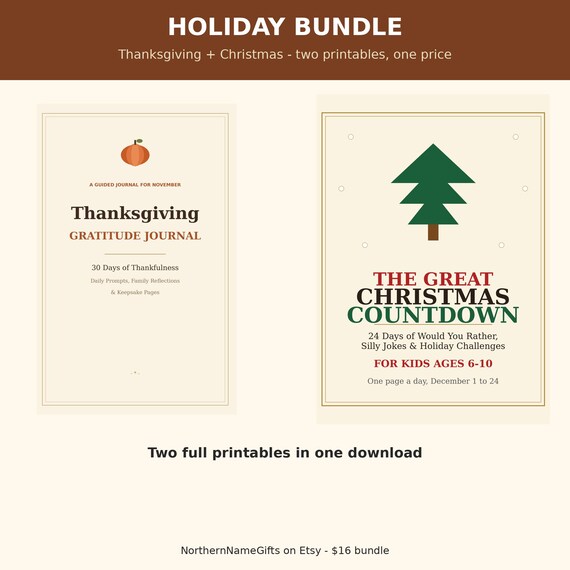 HOLIDAY BUNDLE
Thanksgiving + Christmas - two printables, one price
A GUIDED JOURNAL FOR NOVEMBER
Thanksgiving
GRATITUDE JOURNAL
30 Days of Thankfulness
Daily Prompts, Family Reflections
& Keepsake Pages
THE GREAT
CHRISTMAS
COUNTDOWN
24 Days of Would You Rather,
Silly Jokes & Holiday Challenges
FOR KIDS AGES 6-10
One page a day, December 1 to 24
Two full printables in one download
NorthernNameGifts on Etsy - $16 bundle